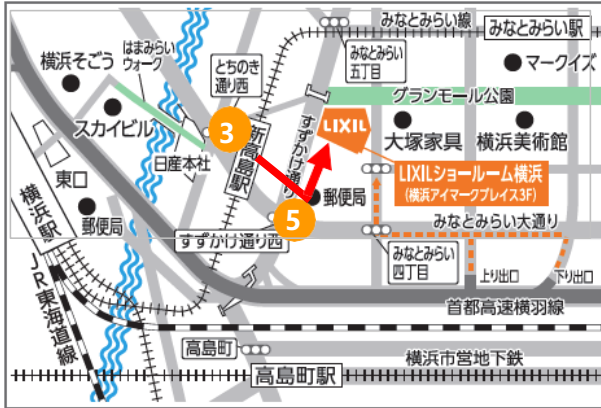 みなとみらい線
みなとみらい駅
はまみらい
ウォーク
横浜そごう
とちのき
通り西
みなとみらい
五丁目
マークイズ
スカイビル
グランモール公園
3
新高島駅
すずかけ通り
LIXIL
大塚家具
横浜美術館
日産本社
LIXILショールーム横浜
(横浜アイマークプレイス3F)
東口
横浜駅
郵便局
郵便局
5
みなとみらい大通り
すずかけ通り西
みなとみらい
四丁目
上り出口
下り出口
JR東海道線
首都高速横羽線
高島町
横浜市営地下鉄
高島町駅